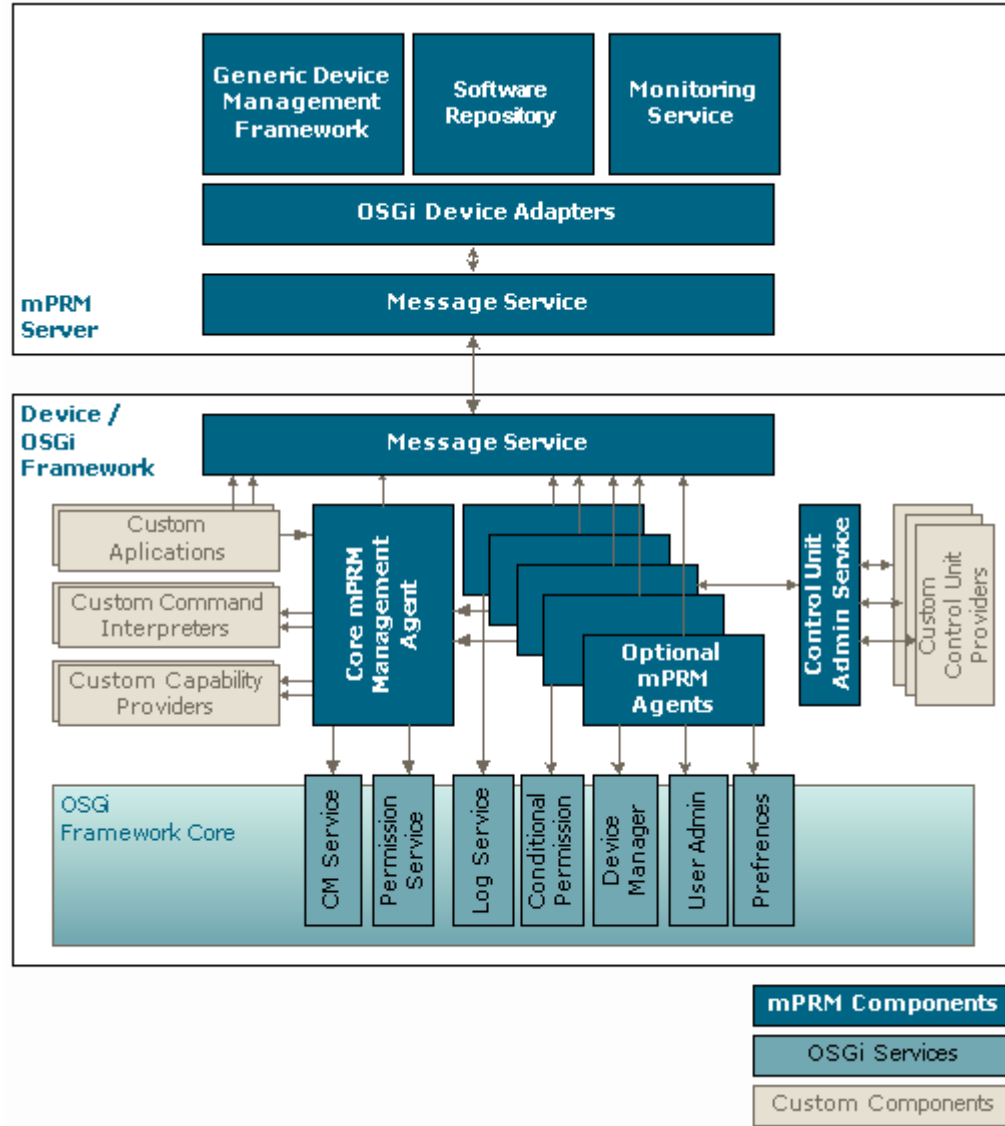 Generic Device
Management
Framework
Software
Repository
Monitoring
Service
OSGi Device Adapters
Message Service
mPRM
Server
Device /
OSGi
Framework
Message Service
Custom
Aplications
Custom Command
Interpreters
Custom Capability
Providers
Core mPRM
Management
Agent
Optional
mPRM
Agents
Control Unit
Admin Service
Custom
Control Unit
Providers
OSGi
Framework Core
CM Service
Permission
Service
Log Service
Conditional
Permission
Device
Manager
User Admin
Prefrences
mPRM Components
OSGi Services
Custom Components